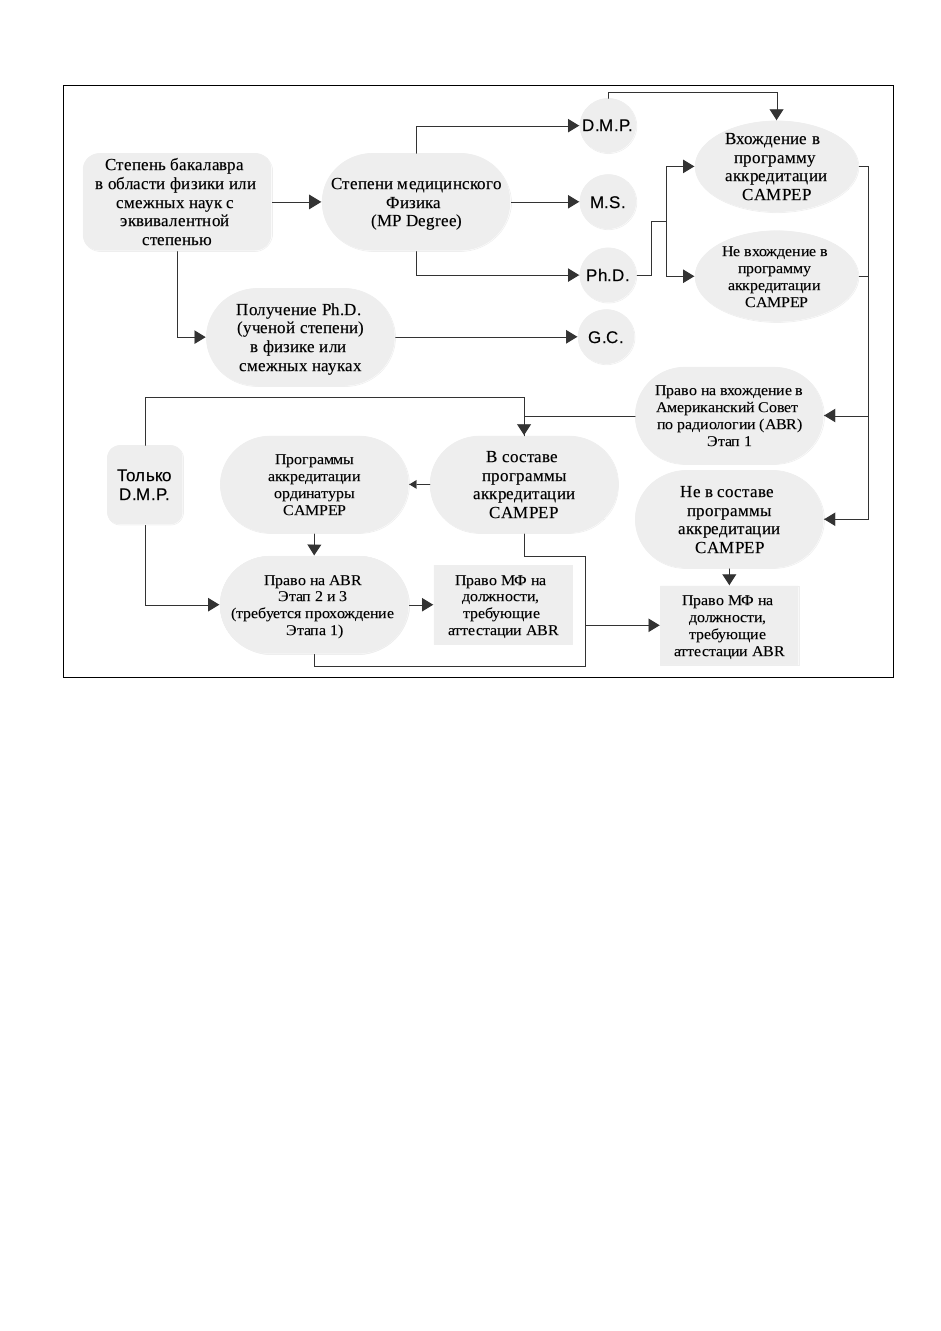 Степень бакалавра
в области физики или
смежных наук с
эквивалентной
степенью
Степени медицинского
Физика
(MP Degree)
D.M.P.
M.S.
Ph.D.
G.C.
Вхождение в
программу
аккредитации
CAMPEP
Не вхождение в
программу
аккредитации
CAMPEP
Получение Ph.D.
(ученой степени)
в физике или
смежных науках
Право на вхождение в
Американский Совет
по радиологии (ABR)
Этап 1
Только
D.M.P.
Программы
аккредитации
ординатуры
CAMPEP
В составе
программы
аккредитации
CAMPEP
Не в составе
программы
аккредитации
CAMPEP
Право на ABR
Этап 2 и 3
(требуется прохождение
Этапа 1)
Право МФ на
должности,
требующие
аттестации ABR
Право МФ на
должности,
требующие
аттестации ABR